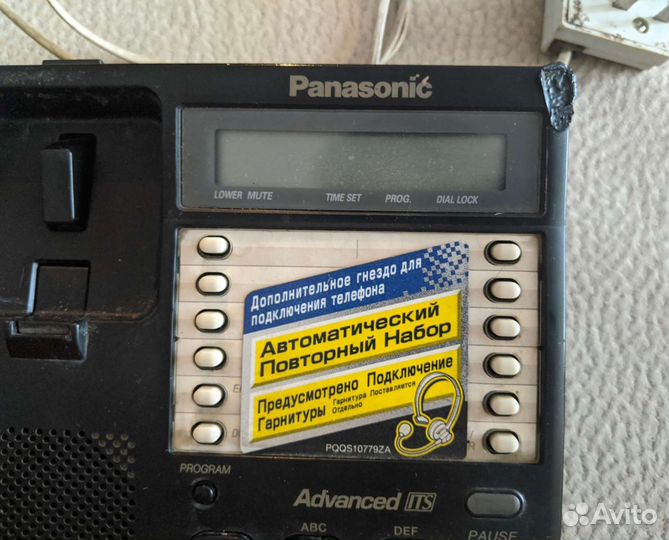 Panasonic
LOWER MUTE TIME SET PROG. DIAL LOCK
Дополнительное гнездо для
подключения телефона
Автоматический
Повторный Набор
Предусмотрено Подключение
Гарнитуры Гарнитура Поставляется
Отдельно
PQQS10779ZA
PROGRAM
Advanced ITS
ABC DEF PAUSE
Avito